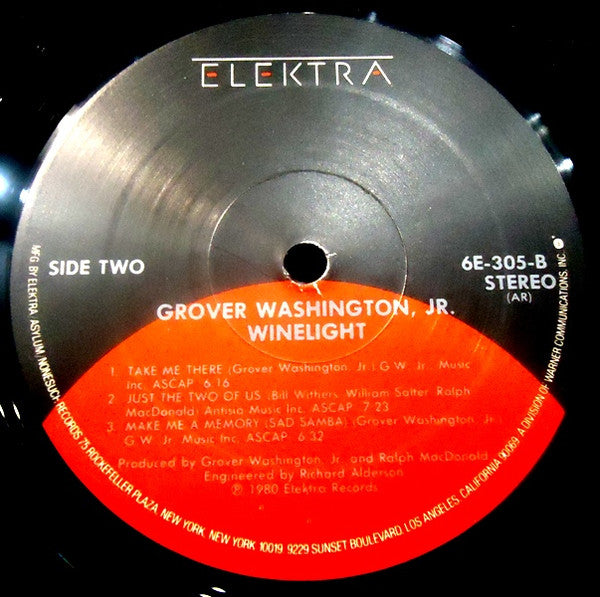 ELEKTRA
SIDE TWO
6E-305-B
STEREO
(AR)
GROVER WASHINGTON, JR.
WINELIGHT
1. TAKE ME THERE (Grover Washington, Jr.) G.W. Jr. Music
Inc. ASCAP 6:16
2. JUST THE TWO OF US (Bill Withers, William Salter, Ralph
MacDonald) Antisia Music Inc. ASCAP 7:23
3. MAKE ME A MEMORY (SAD SAMBA) (Grover Washington, Jr.)
G.W. Jr. Music Inc. ASCAP 6:32
Produced by Grover Washington, Jr. and Ralph MacDonald
Engineered by Richard Alderson
℗ 1980 Elektra Records
MFG BY ELEKTRA/ASYLUM/NONESUCH RECORDS 75 ROCKEFELLER PLAZA, NEW YORK, NEW YORK 10019. 9229 SUNSET BOULEVARD, LOS ANGELES, CALIFORNIA 90069. A DIVISION OF WARNER COMMUNICATIONS, INC.